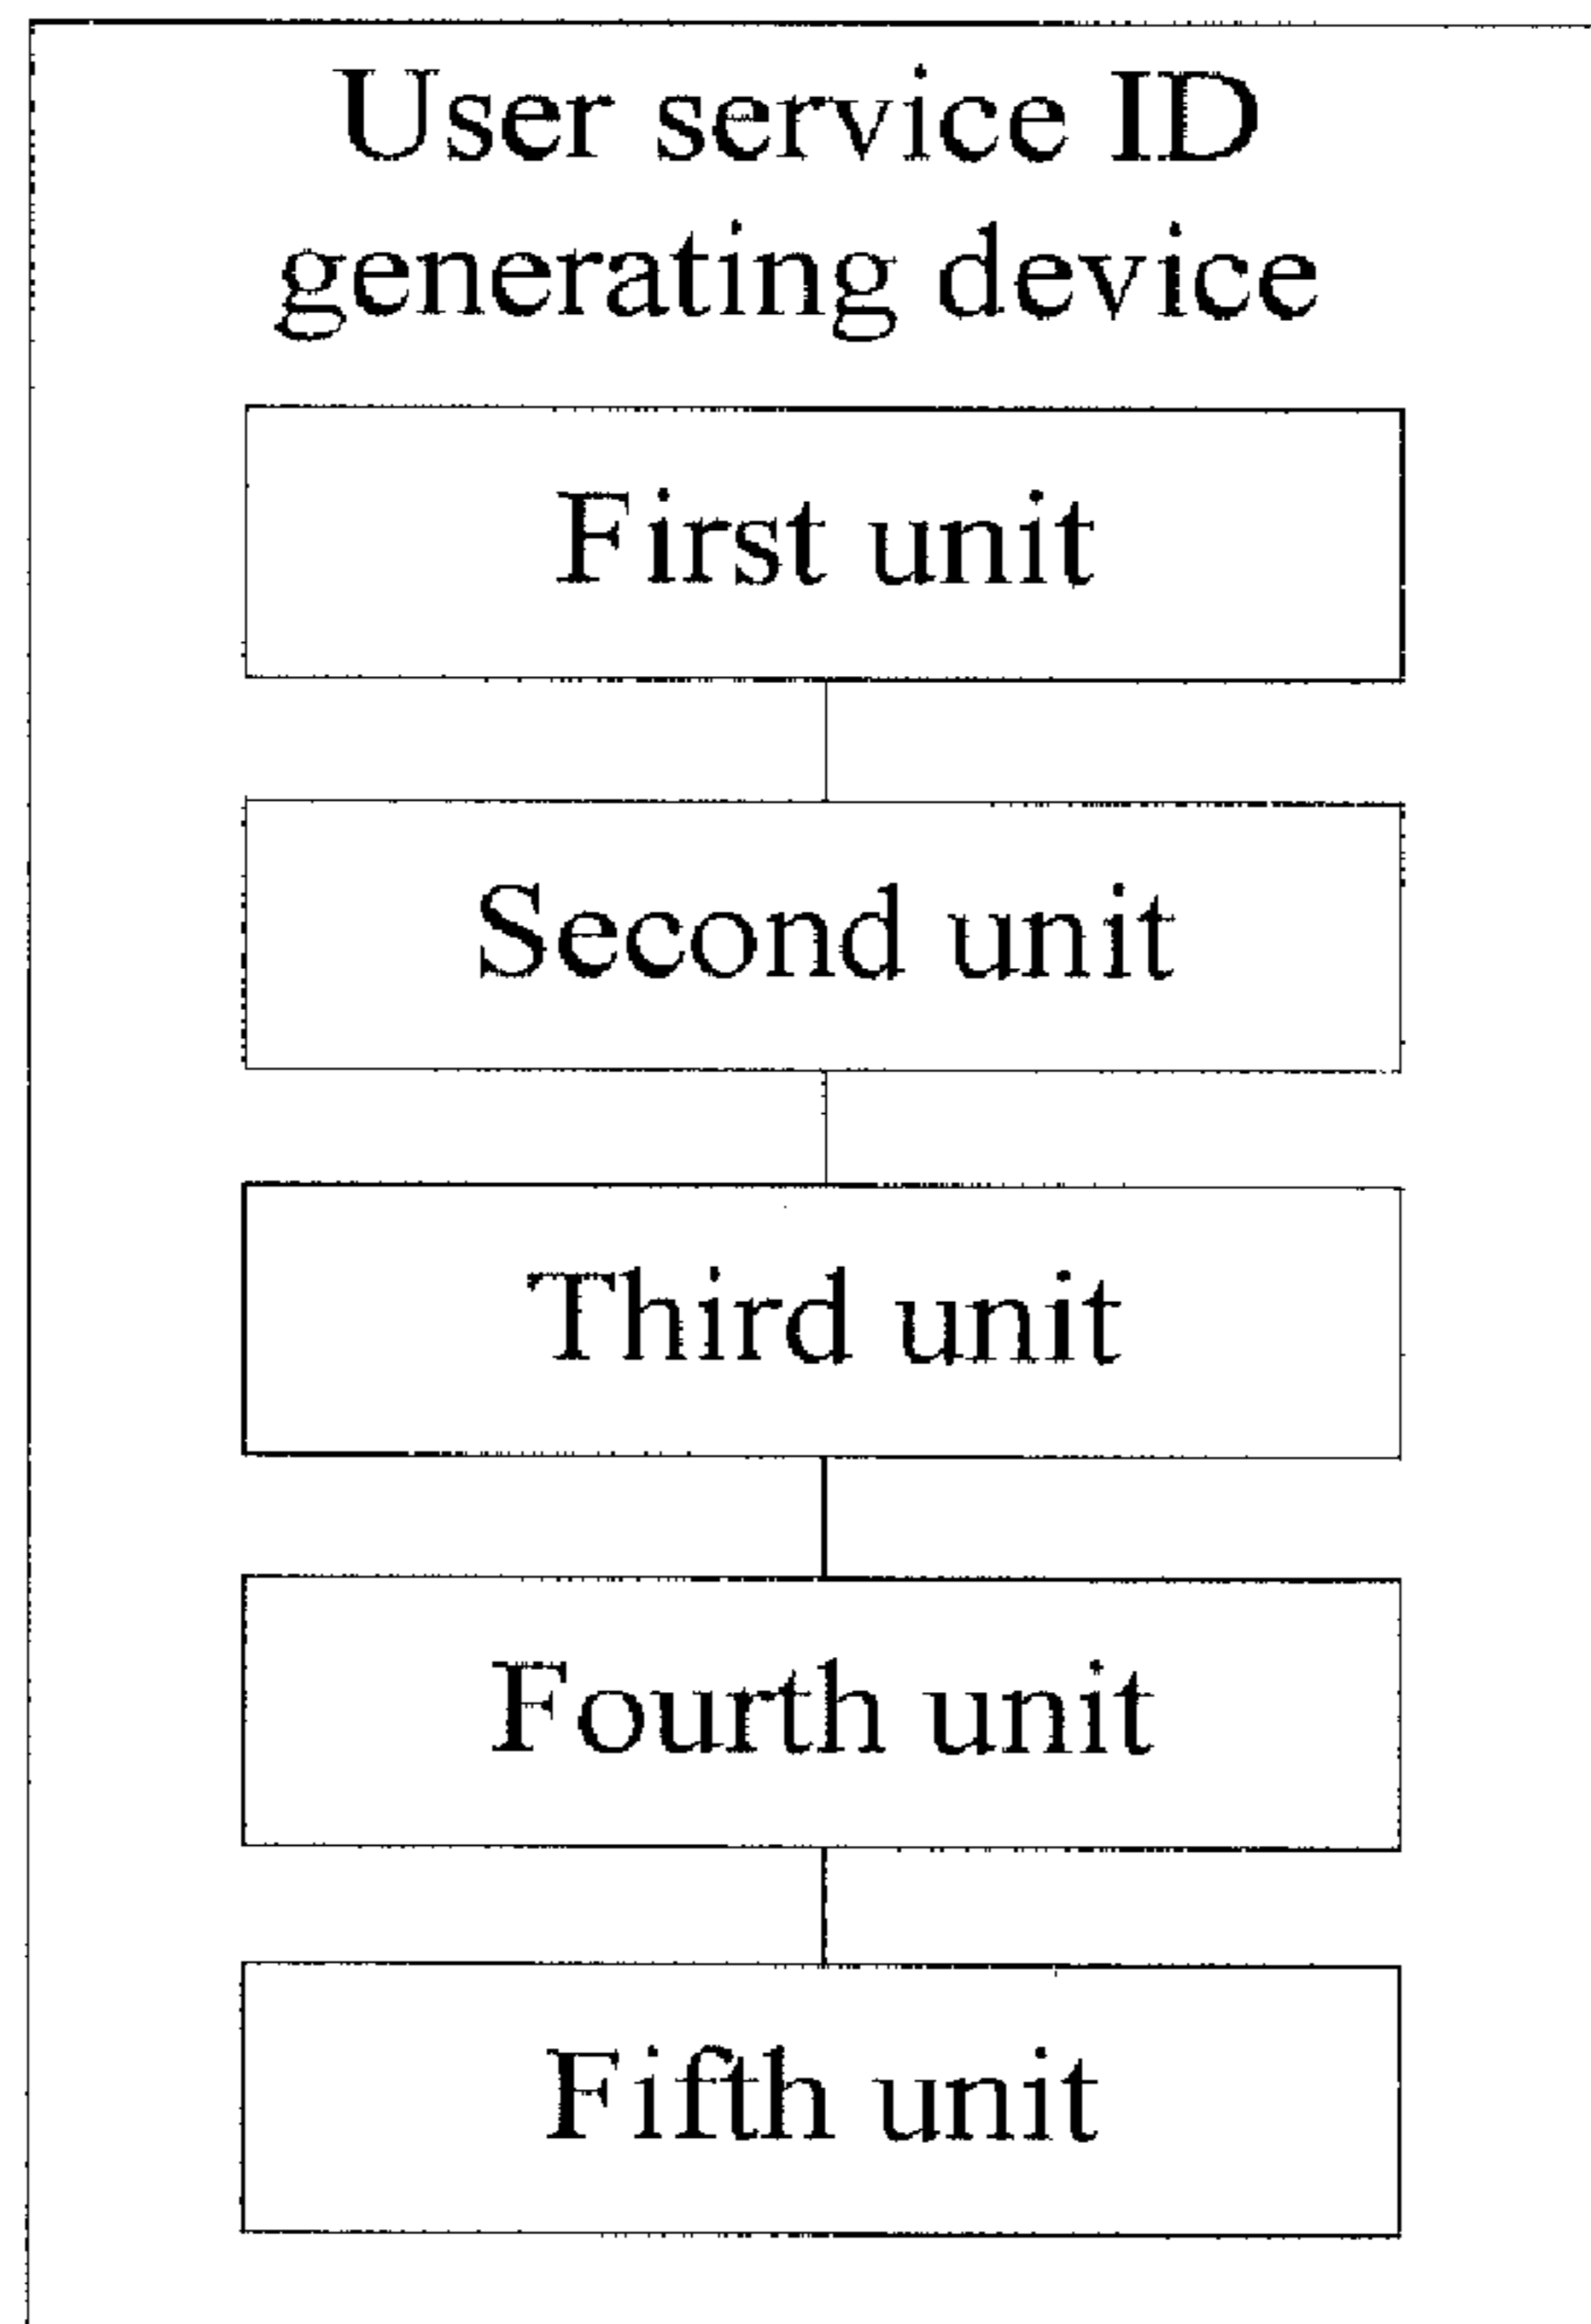 User service ID
generating device
First unit
Second unit
Third unit
Fourth unit
Fifth unit